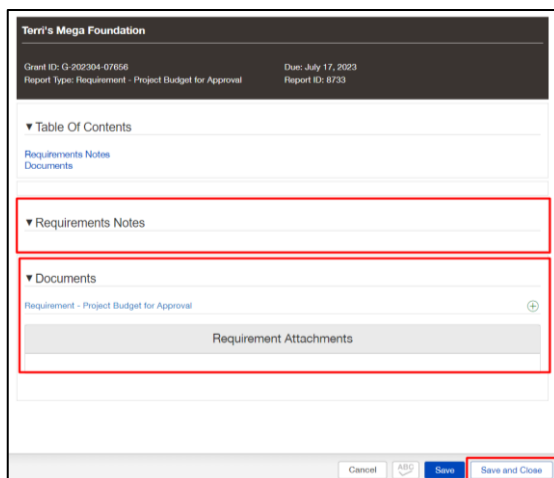 Terri's Mega Foundation
Grant ID: G-202304-07656
Due: July 17, 2023
Report Type: Requirement - Project Budget for Approval
Report ID: 8733
▼ Table Of Contents
Requirements Notes
Documents
▼ Requirements Notes
▼ Documents
Requirement - Project Budget for Approval
Requirement Attachments
Cancel
ABC
Save
Save and Close